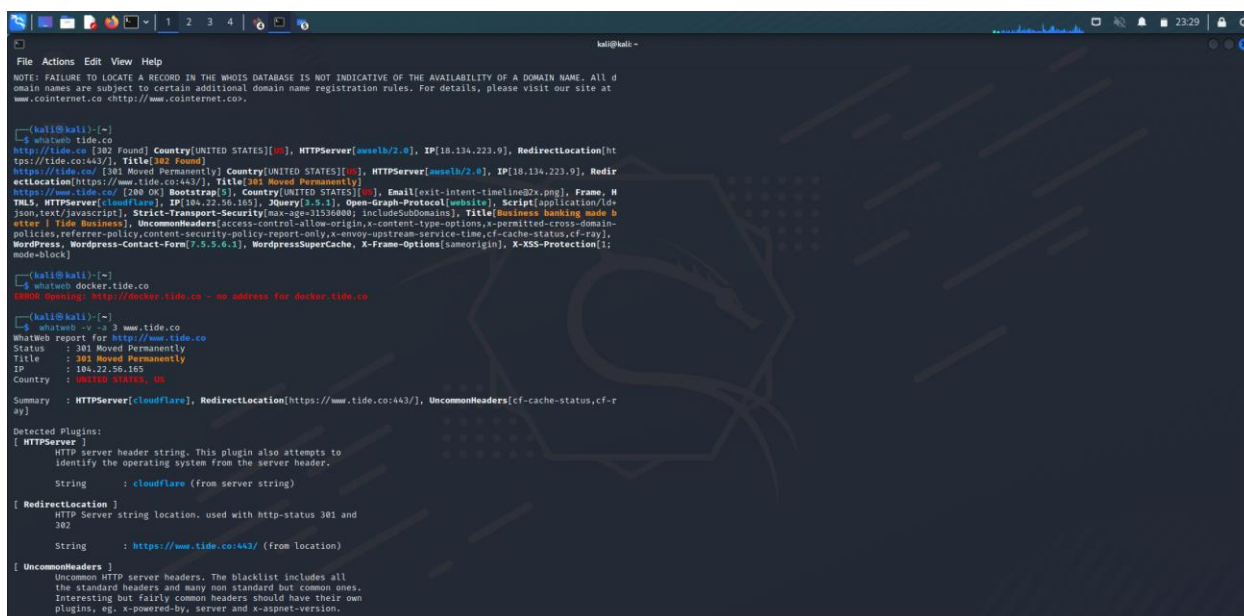 1 2 3 4
23:29
kali@kali: ~
File Actions Edit View Help
NOTE: FAILURE TO LOCATE A RECORD IN THE WHOIS DATABASE IS NOT INDICATIVE OF THE AVAILABILITY OF A DOMAIN NAME. All d
omain names are subject to certain additional domain name registration rules. For details, please visit our site at
www.cointernet.co <http://www.cointernet.co>.
┌──(kali㉿kali)-[~]
└─$ whatweb tide.co
http://tide.co [302 Found] Country[UNITED STATES][US], HTTPServer[awselb/2.0], IP[18.134.223.9], RedirectLocation[ht
tps://tide.co:443/], Title[302 Found]
https://tide.co/ [301 Moved Permanently] Country[UNITED STATES][US], HTTPServer[awselb/2.0], IP[18.134.223.9], Redir
ectLocation[https://www.tide.co:443/], Title[301 Moved Permanently]
https://www.tide.co/ [200 OK] Bootstrap[5], Country[UNITED STATES][US], Email[exit-intent-timeline@2x.png], Frame, H
TML5, HTTPServer[cloudflare], IP[104.22.56.165], JQuery[3.5.1], Open-Graph-Protocol[website], Script[application/ld+
json,text/javascript], Strict-Transport-Security[max-age=31536000; includeSubDomains], Title[Business banking made b
etter | Tide Business], UncommonHeaders[access-control-allow-origin,x-content-type-options,x-permitted-cross-domain-
policies,referrer-policy,content-security-policy-report-only,x-envoy-upstream-service-time,cf-cache-status,cf-ray],
WordPress, Wordpress-Contact-Form[7.5.5.6.1], WordpressSuperCache, X-Frame-Options[sameorigin], X-XSS-Protection[1;
mode=block]
┌──(kali㉿kali)-[~]
└─$ whatweb docker.tide.co
ERROR Opening: http://docker.tide.co - no address for docker.tide.co
┌──(kali㉿kali)-[~]
└─$ whatweb -v -a 3 www.tide.co
WhatWeb report for http://www.tide.co
Status : 301 Moved Permanently
Title : 301 Moved Permanently
IP : 104.22.56.165
Country : UNITED STATES, US
Summary : HTTPServer[cloudflare], RedirectLocation[https://www.tide.co:443/], UncommonHeaders[cf-cache-status,cf-r
ay]
Detected Plugins:
[ HTTPServer ]
HTTP server header string. This plugin also attempts to
identify the operating system from the server header.
String : cloudflare (from server string)
[ RedirectLocation ]
HTTP Server string location. used with http-status 301 and
302
String : https://www.tide.co:443/ (from location)
[ UncommonHeaders ]
Uncommon HTTP server headers. The blacklist includes all
the standard headers and many non standard but common ones.
Interesting but fairly common headers should have their own
plugins, eg. x-powered-by, server and x-aspnet-version.